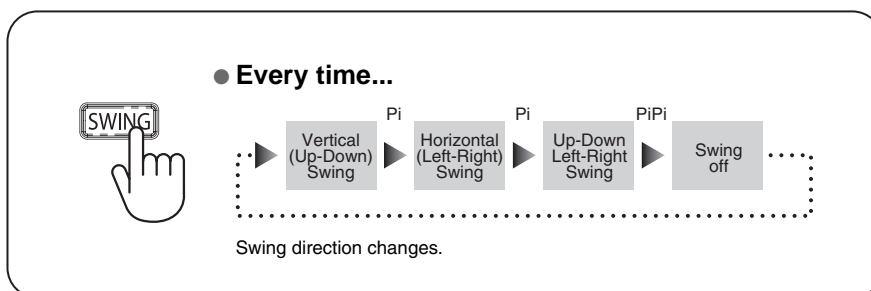 ● Every time...
SWING
Pi Pi PiPi
Vertical
(Up-Down)
Swing
Horizontal
(Left-Right)
Swing
Up-Down
Left-Right
Swing
Swing
off
Swing direction changes.